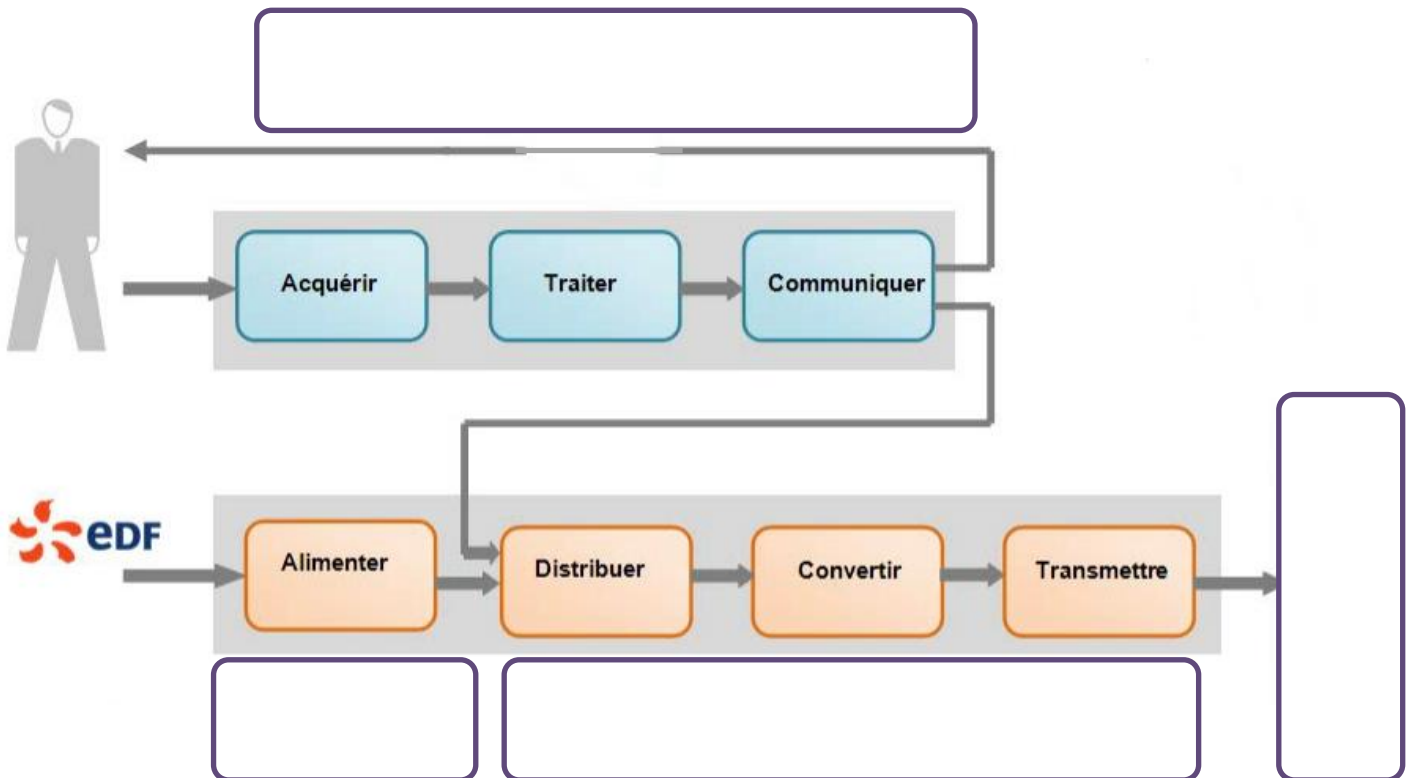 Acquérir
Traiter
Communiquer
eDF
Alimenter
Distribuer
Convertir
Transmettre